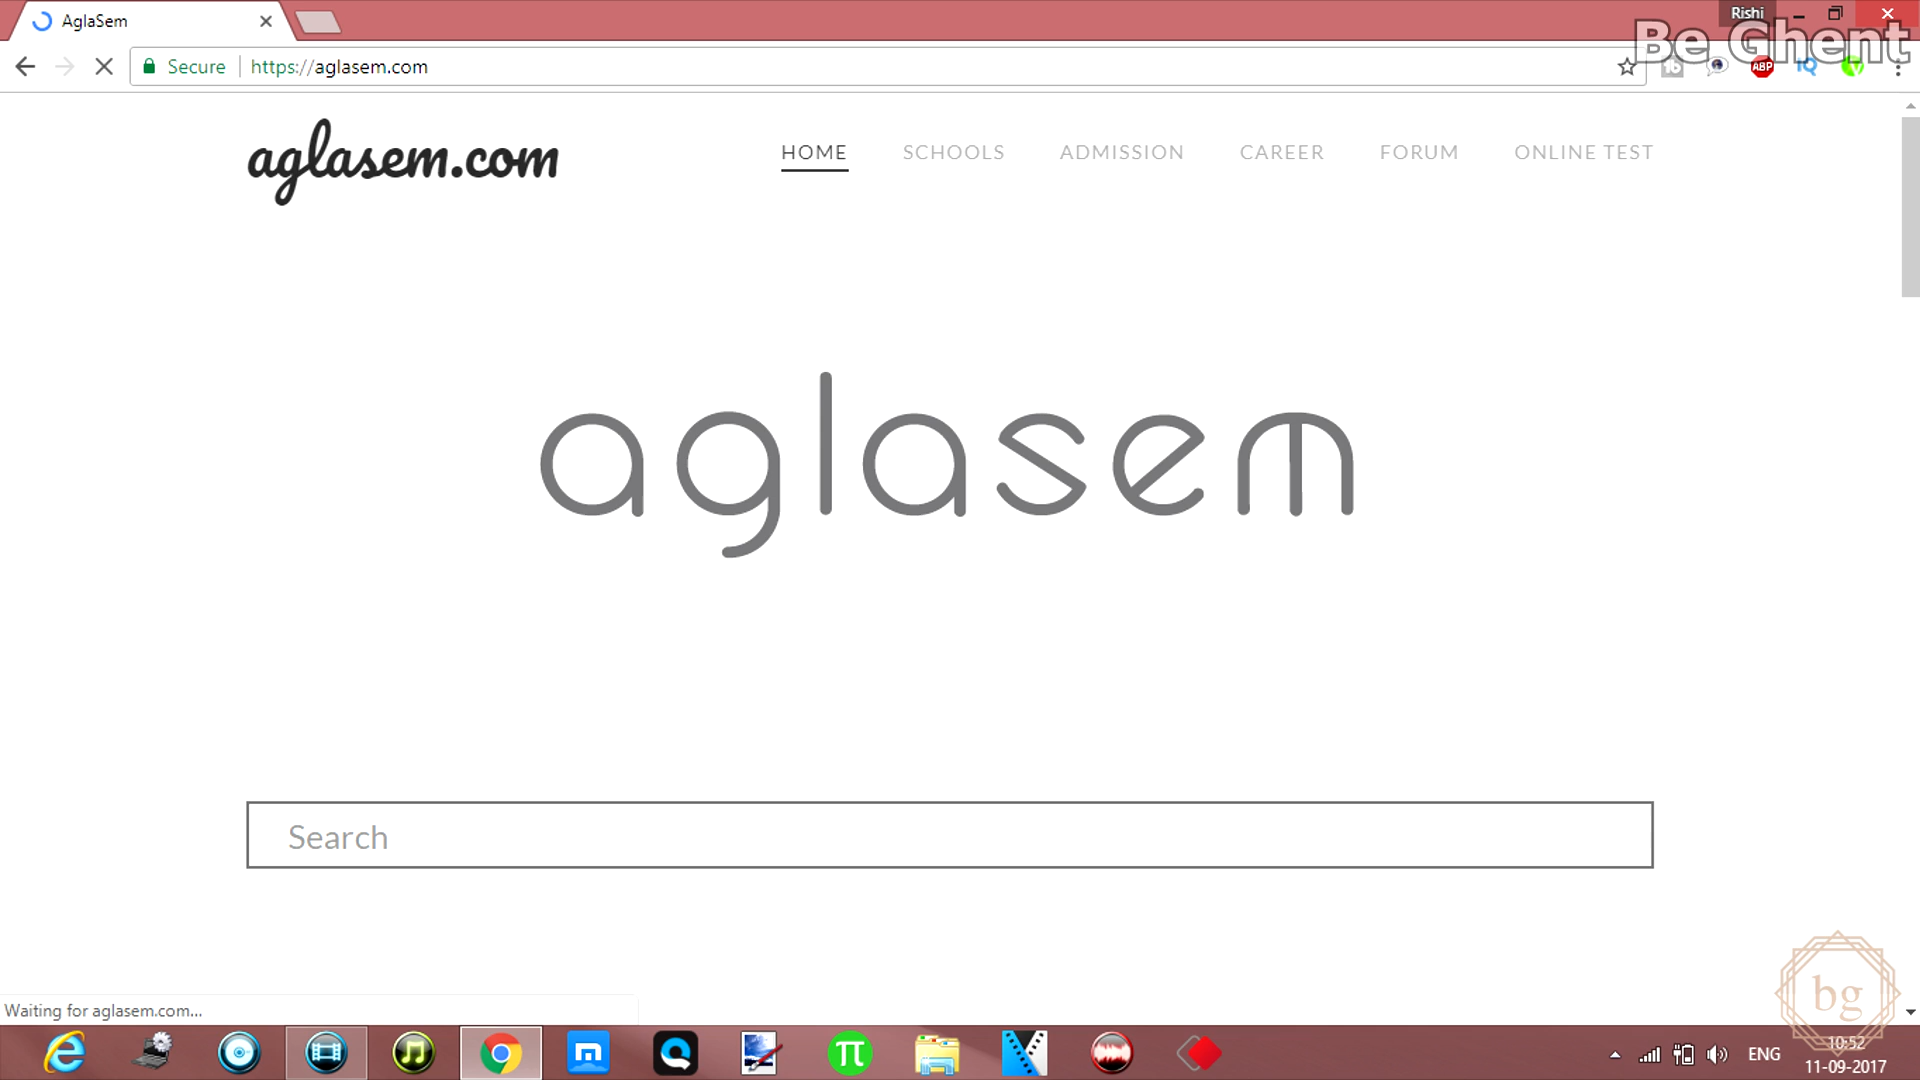 AglaSem
Rishi
Be Ghent
Secure
https://aglasem.com
ABP
aglasem.com
HOME
SCHOOLS
ADMISSION
CAREER
FORUM
ONLINE TEST
aglasem
Search
bg
Waiting for aglasem.com...
ENG
10:52
11-09-2017